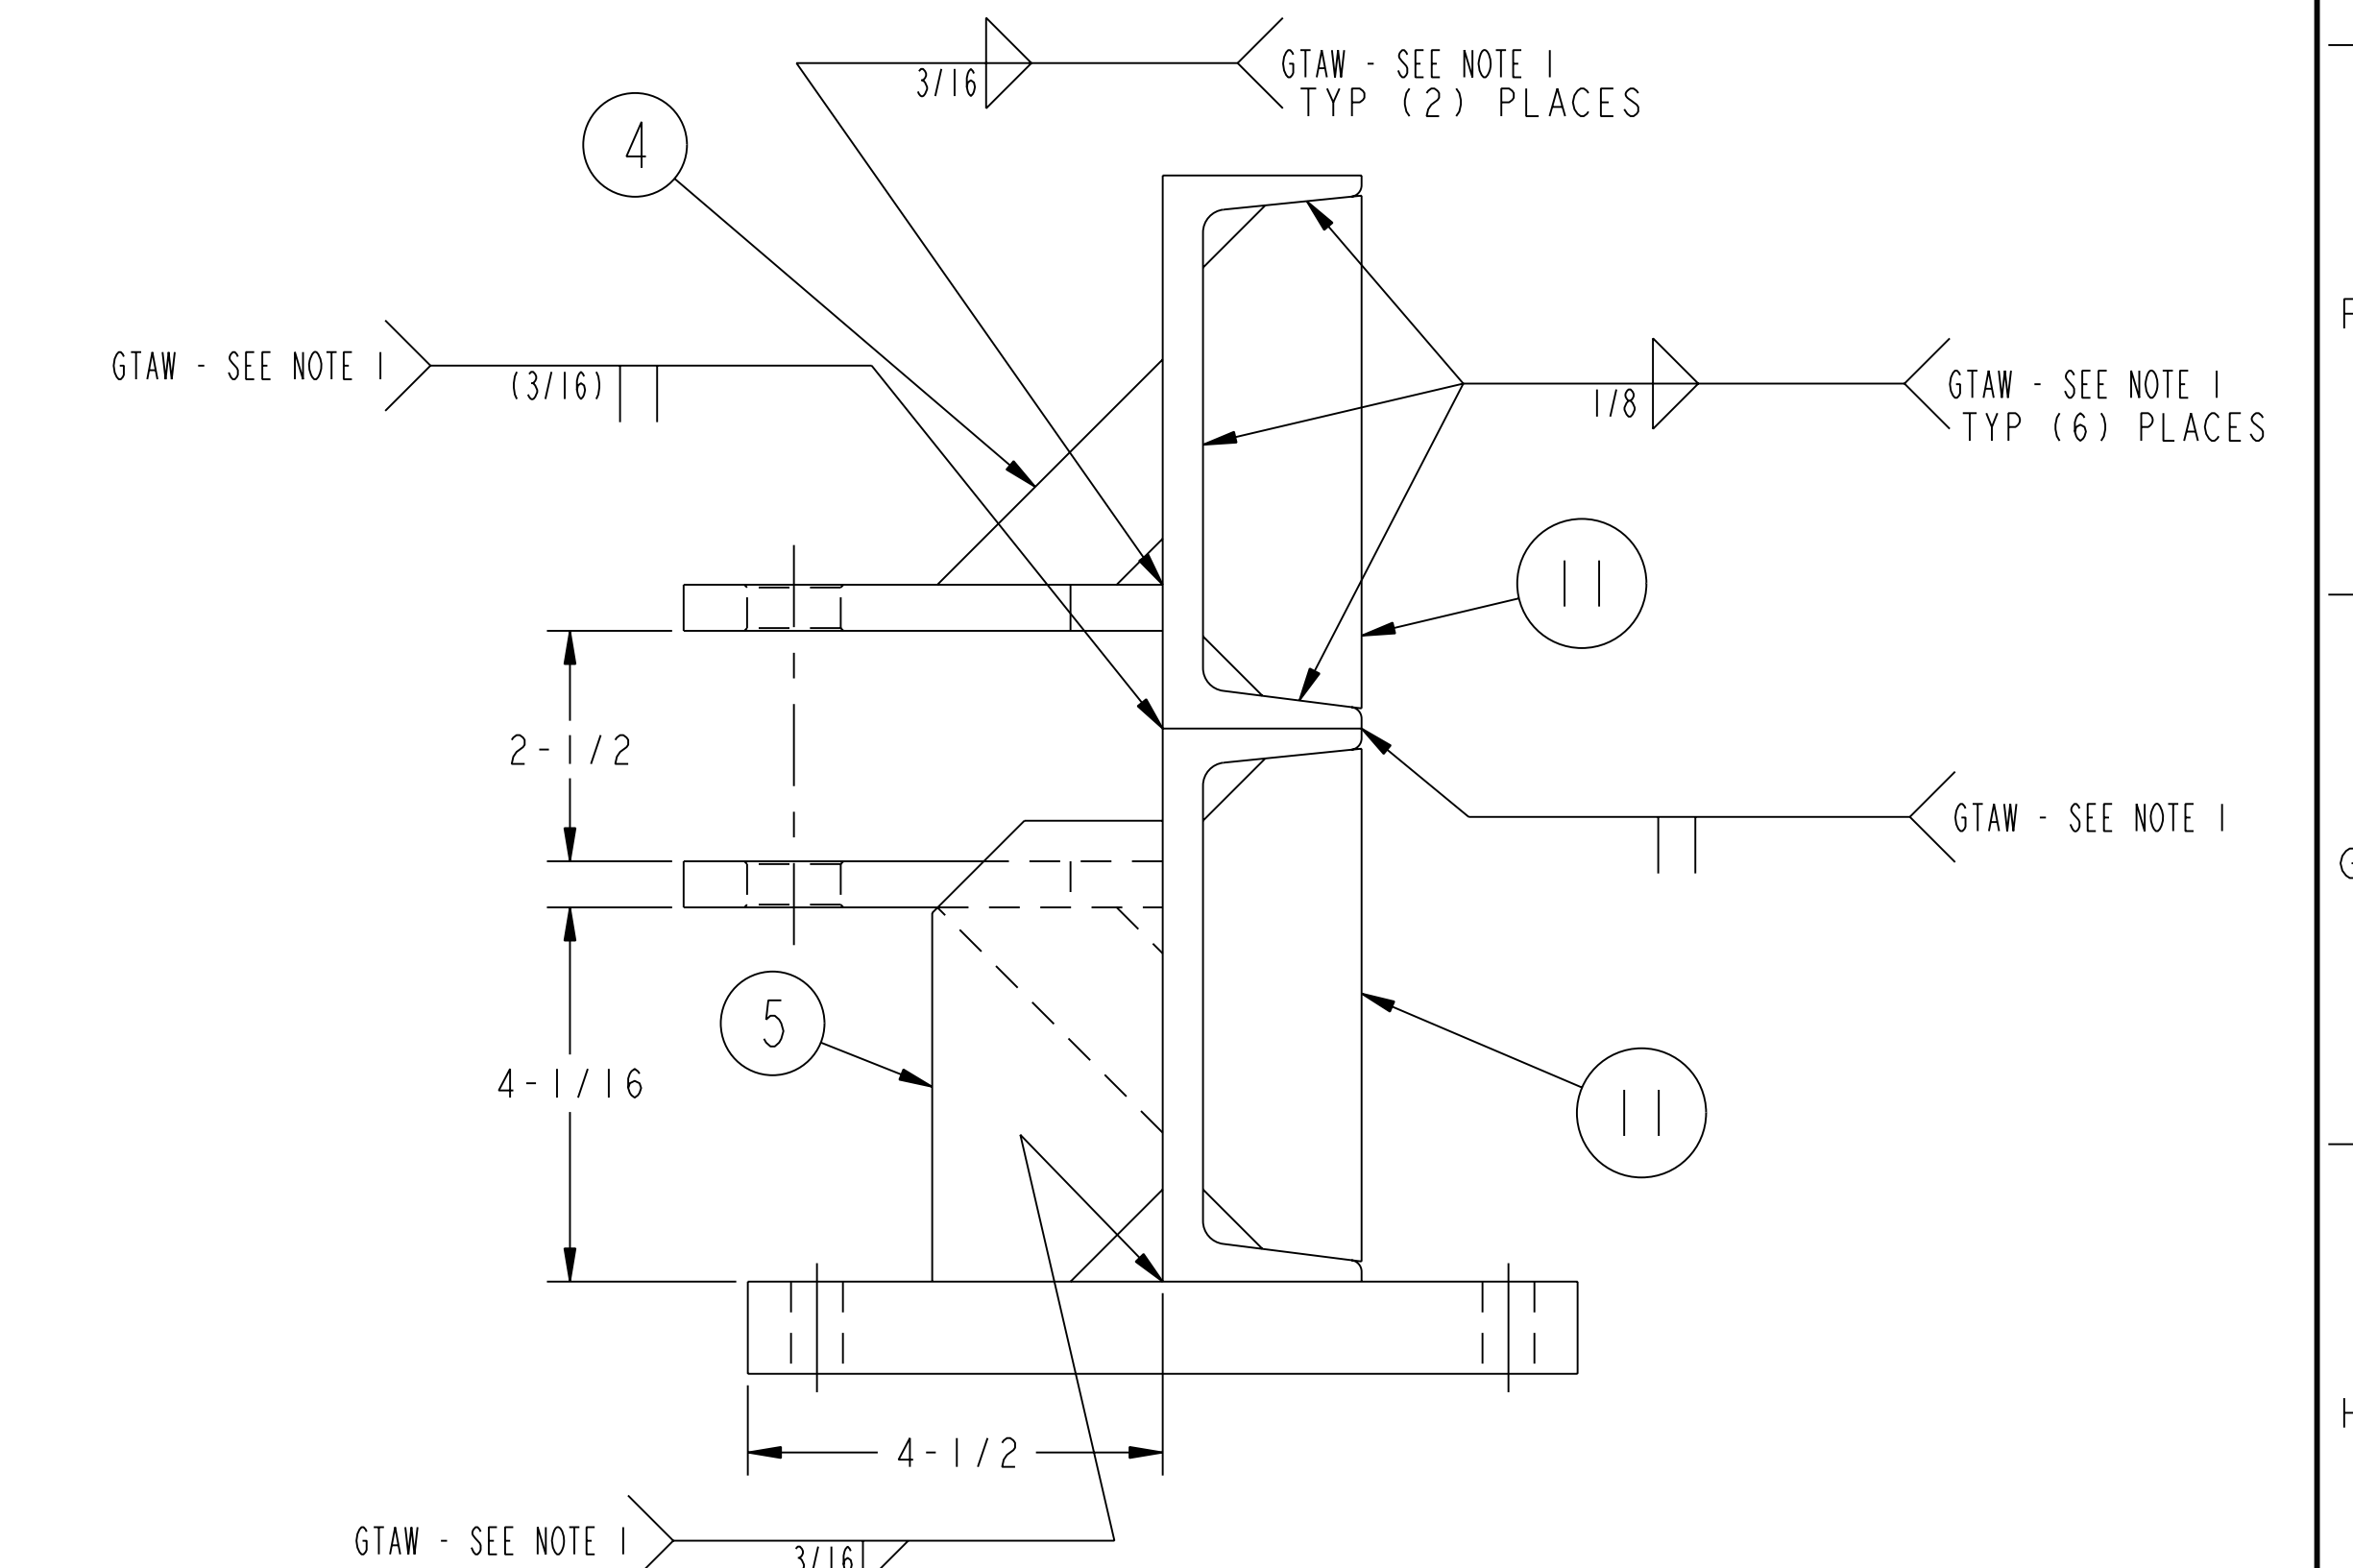 GTAW - SEE NOTE 1
TYP (2) PLACES
3/16
4
GTAW - SEE NOTE 1
(3/16)
GTAW - SEE NOTE 1
TYP (6) PLACES
1/8
11
2-1/2
GTAW - SEE NOTE 1
5
4-1/16
11
4-1/2
GTAW - SEE NOTE 1
3/16